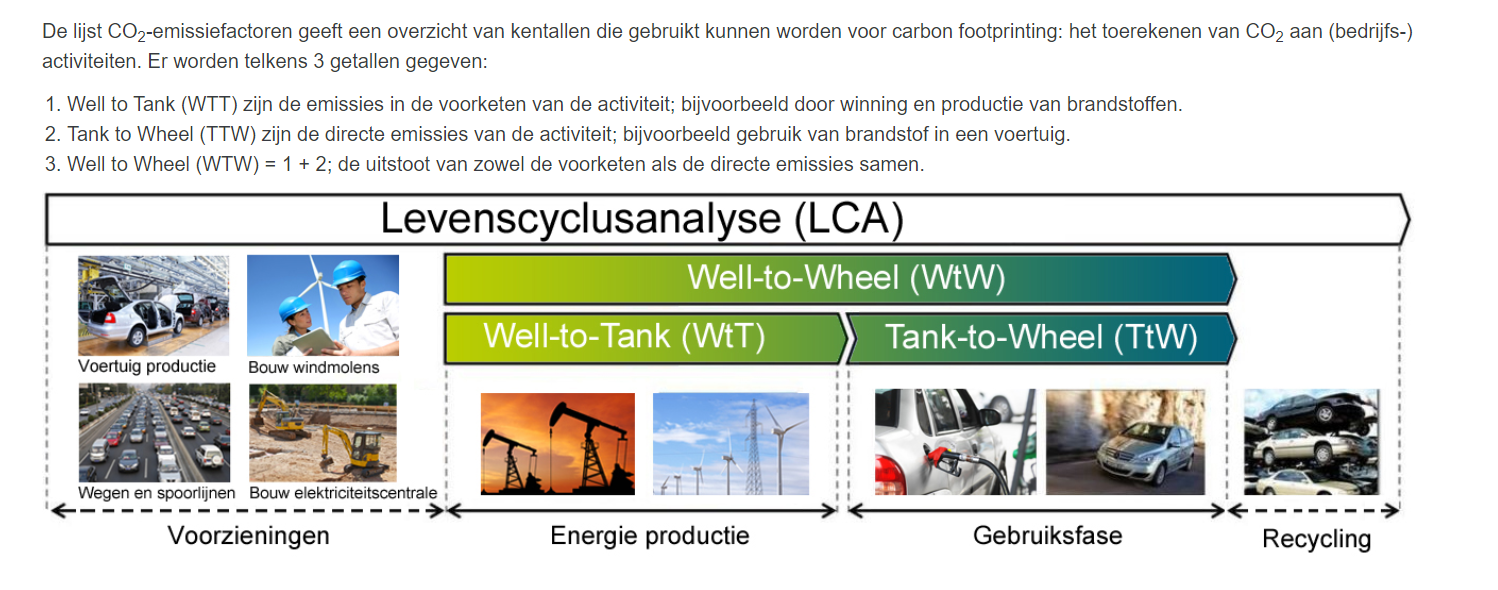 De lijst CO2-emissiefactoren geeft een overzicht van kentallen die gebruikt kunnen worden voor carbon footprinting: het toerekenen van CO2 aan (bedrijfs-)
activiteiten. Er worden telkens 3 getallen gegeven:
1. Well to Tank (WTT) zijn de emissies in de voorketen van de activiteit; bijvoorbeeld door winning en productie van brandstoffen.
2. Tank to Wheel (TTW) zijn de directe emissies van de activiteit; bijvoorbeeld gebruik van brandstof in een voertuig.
3. Well to Wheel (WTW) = 1 + 2; de uitstoot van zowel de voorketen als de directe emissies samen.
Levenscyclusanalyse (LCA)
Well-to-Wheel (WtW)
Well-to-Tank (WtT)
Tank-to-Wheel (TtW)
Voertuig productie
Bouw windmolens
Wegen en spoorlijnen
Bouw elektriciteitscentrale
Voorzieningen
Energie productie
Gebruiksfase
Recycling